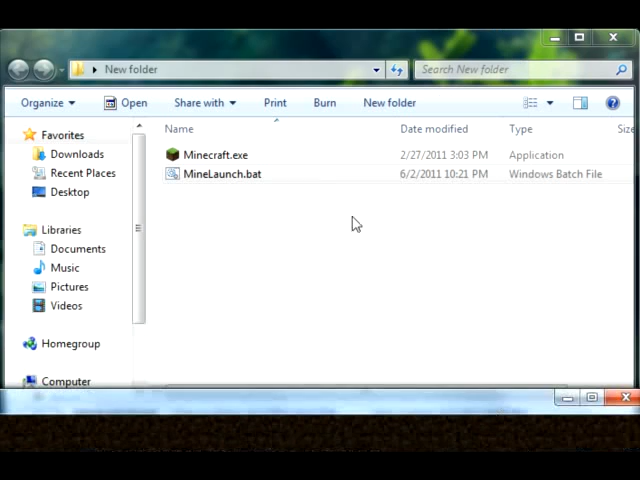 New folder
Search New folder
Organize Open Share with Print Burn New folder
Name Date modified Type Size
Favorites
Downloads
Recent Places
Desktop
Libraries
Documents
Music
Pictures
Videos
Homegroup
Computer
Minecraft.exe 2/27/2011 3:03 PM Application
MineLaunch.bat 6/2/2011 10:21 PM Windows Batch File